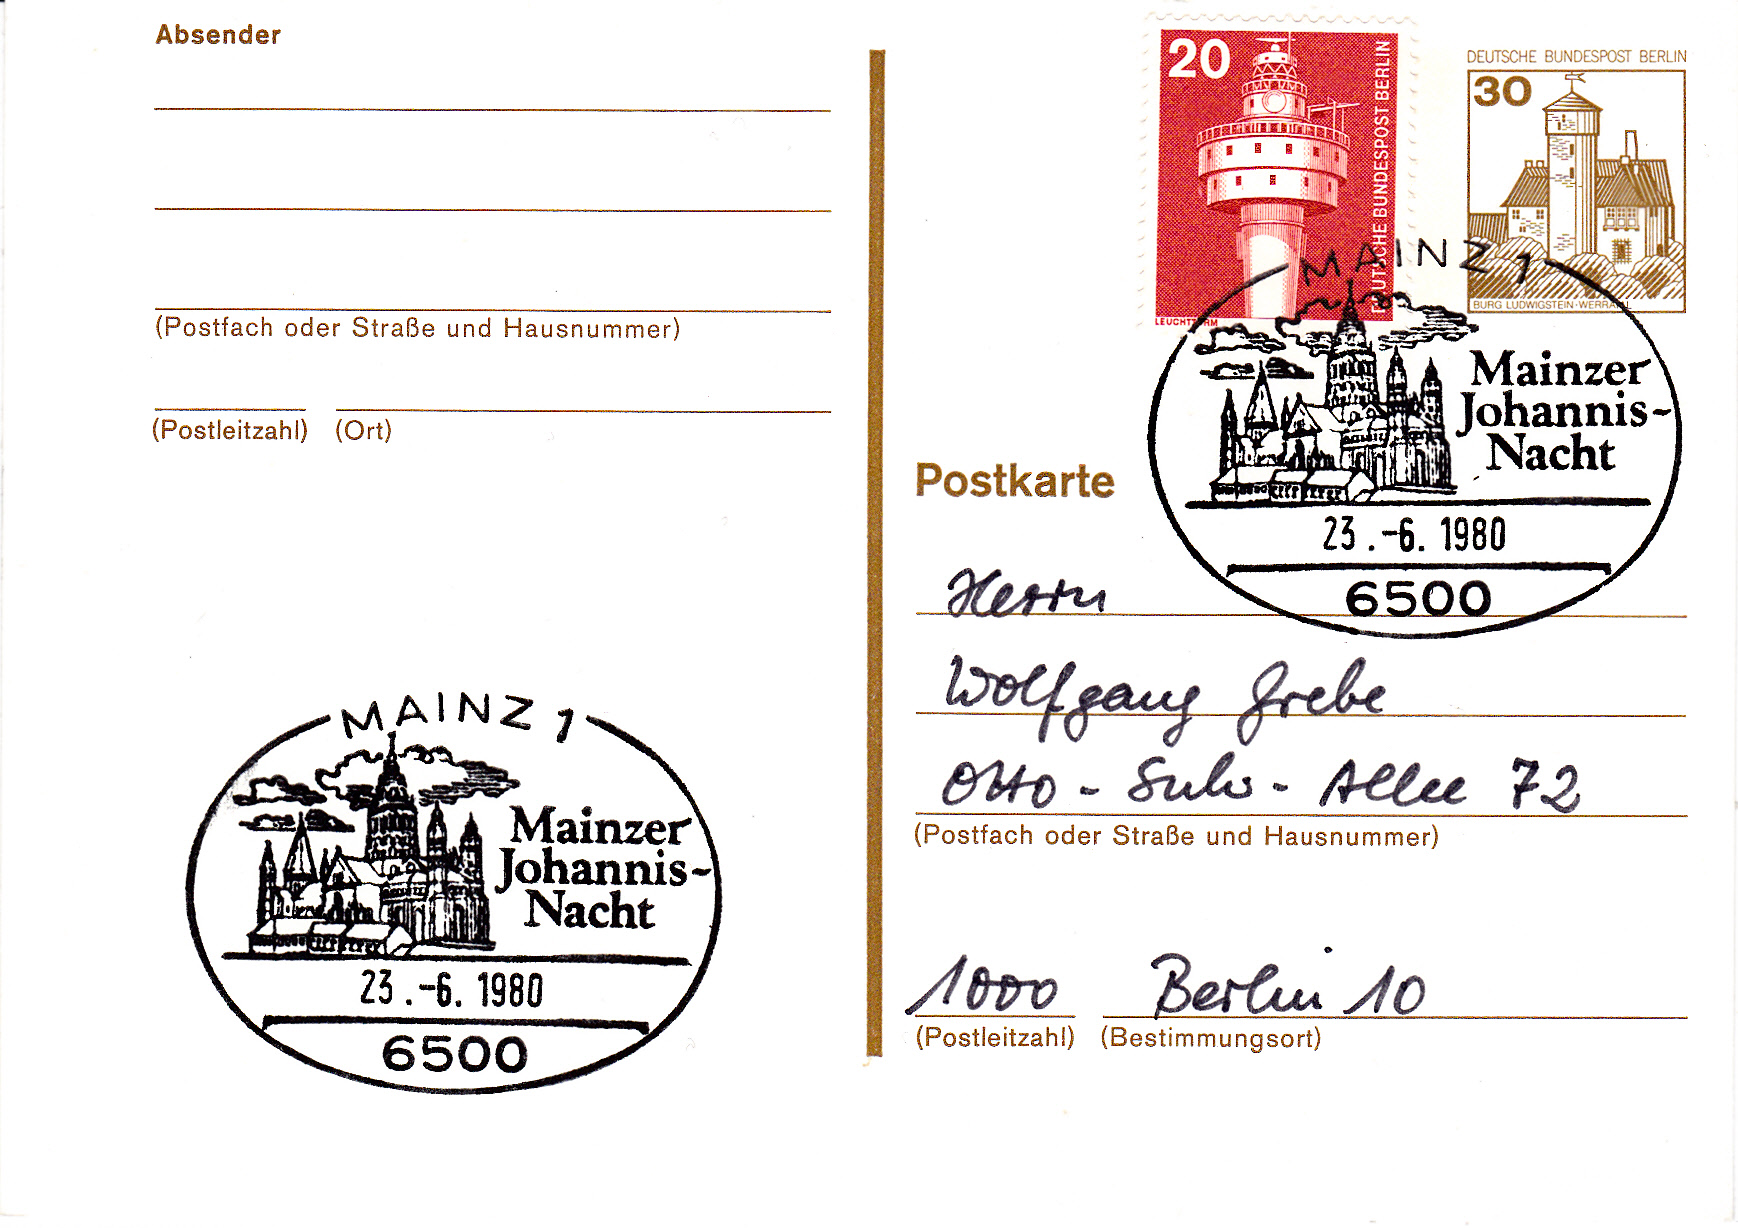 Absender
(Postfach oder Straße und Hausnummer)
(Postleitzahl) (Ort)
MAINZ 1
Mainzer
Johannis-
Nacht
23.-6.1980
6500
20
DEUTSCHE BUNDESPOST BERLIN
LEUCHTTURM
DEUTSCHE BUNDESPOST BERLIN
30
BURG LUDWIGSTEIN·WERRATAL
MAINZ 1
Mainzer
Johannis-
Nacht
23.-6.1980
6500
Postkarte
Herrn
Wolfgang Grebe
Otto-Suhr-Allee 72
(Postfach oder Straße und Hausnummer)
1000 Berlin 10
(Postleitzahl) (Bestimmungsort)